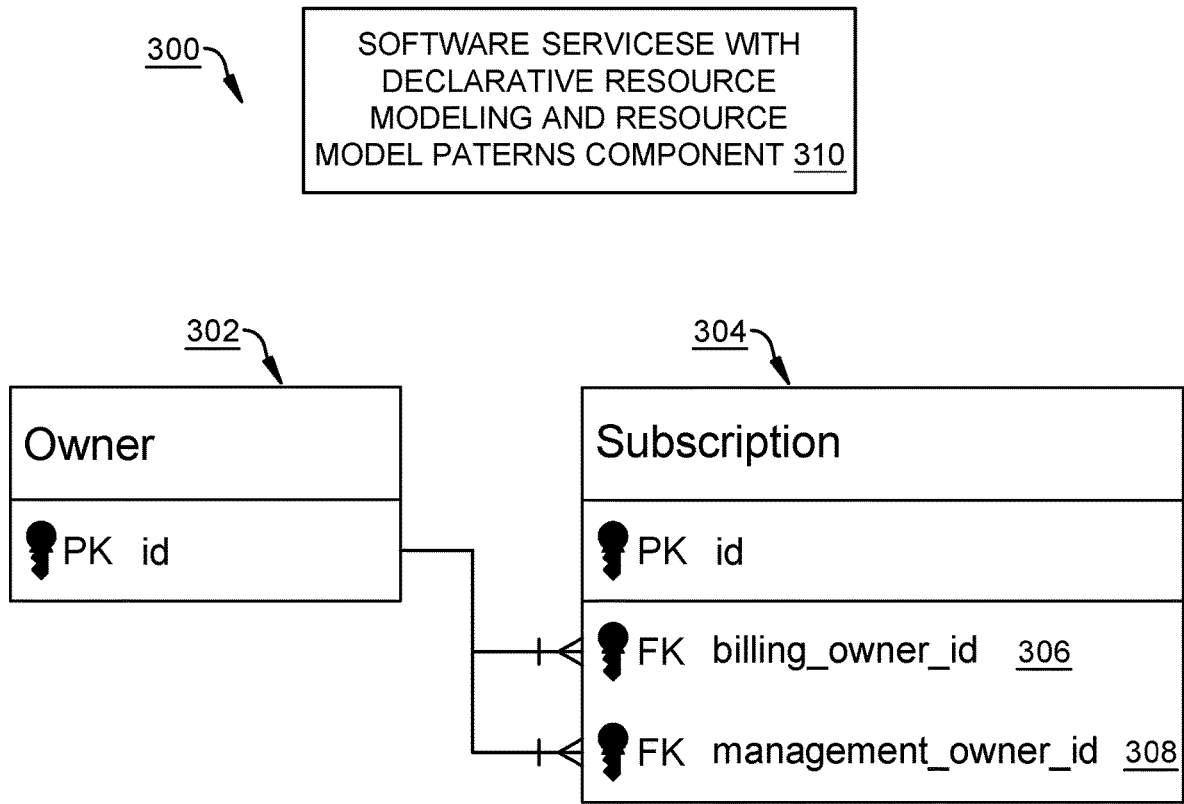 300
SOFTWARE SERVICESE WITH
DECLARATIVE RESOURCE
MODELING AND RESOURCE
MODEL PATERNS COMPONENT 310
302
304
Owner
PK id
Subscription
PK id
FK billing_owner_id 306
FK management_owner_id 308